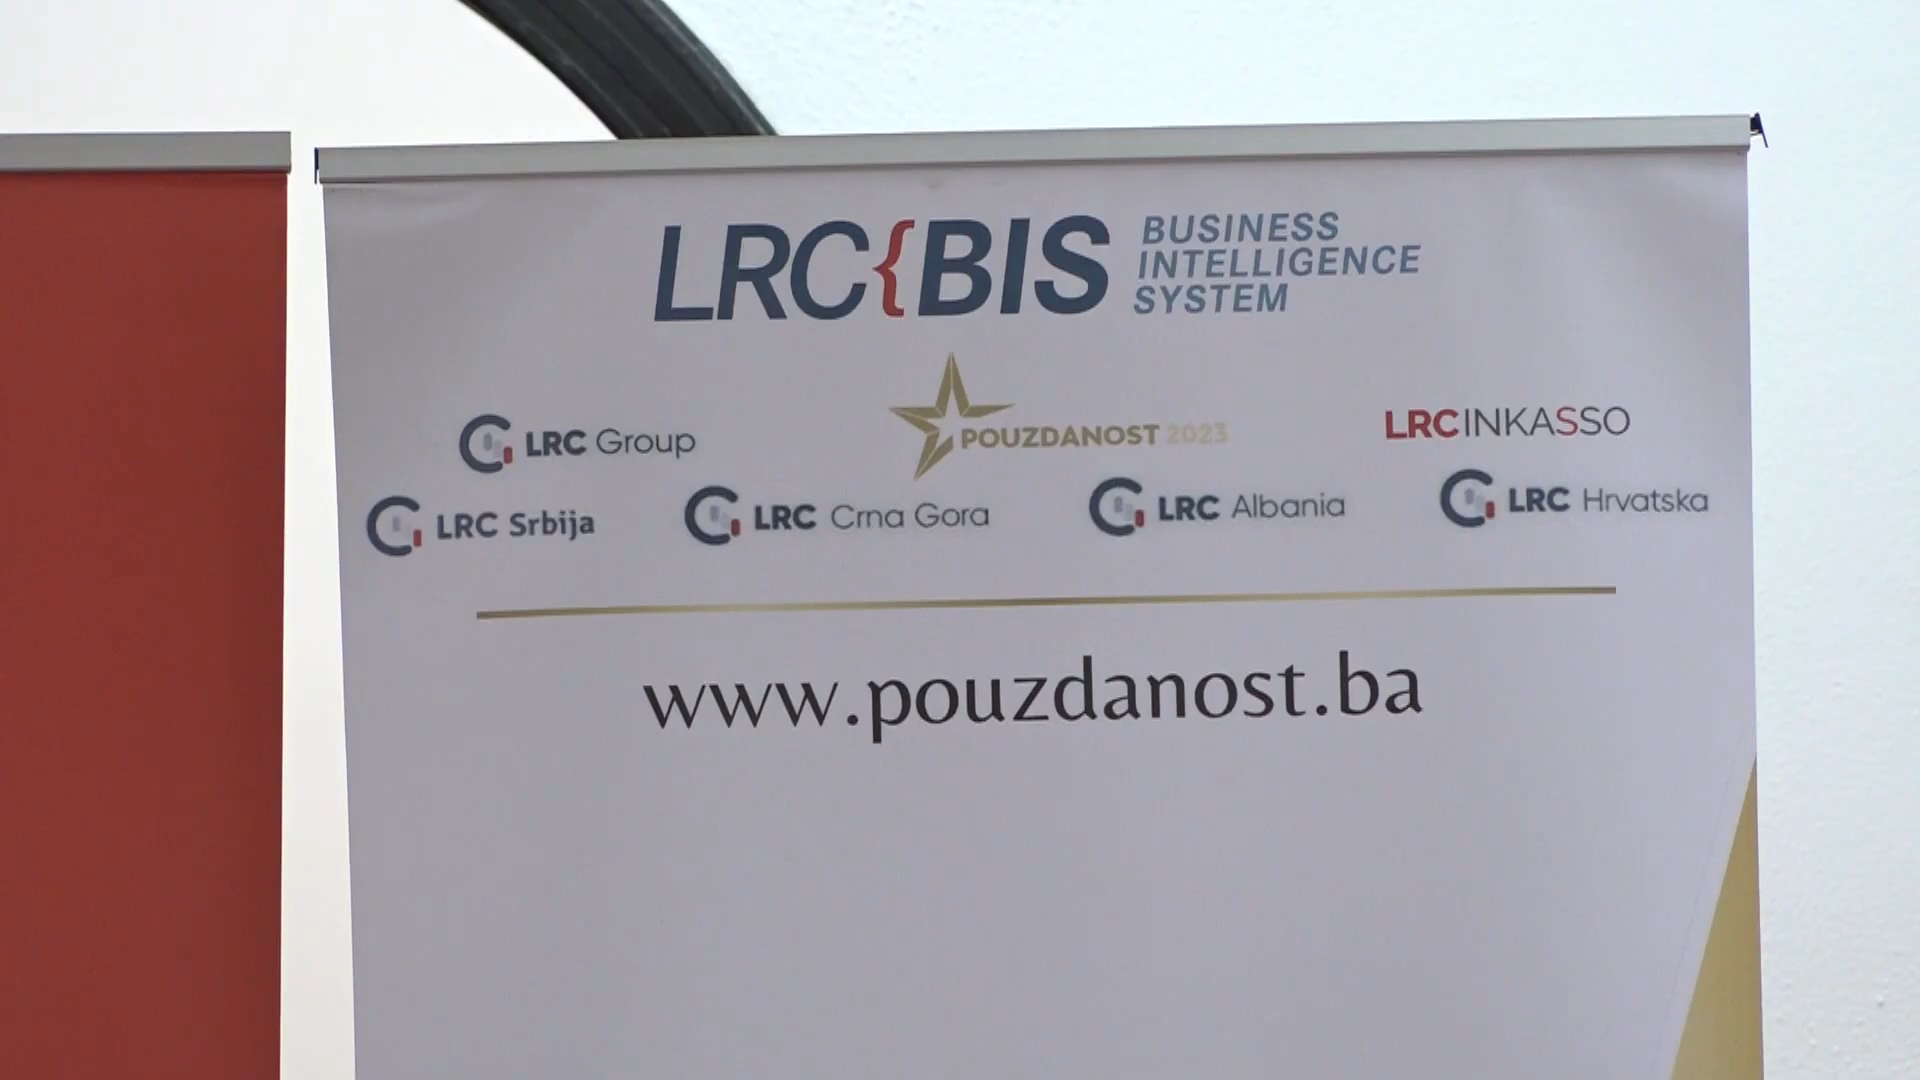 LRC{BIS BUSINESS
INTELLIGENCE
SYSTEM
LRC Group
POUZDANOST 2023
LRCINKASSO
LRC Srbija
LRC Crna Gora
LRC Albania
LRC Hrvatska
www.pouzdanost.ba